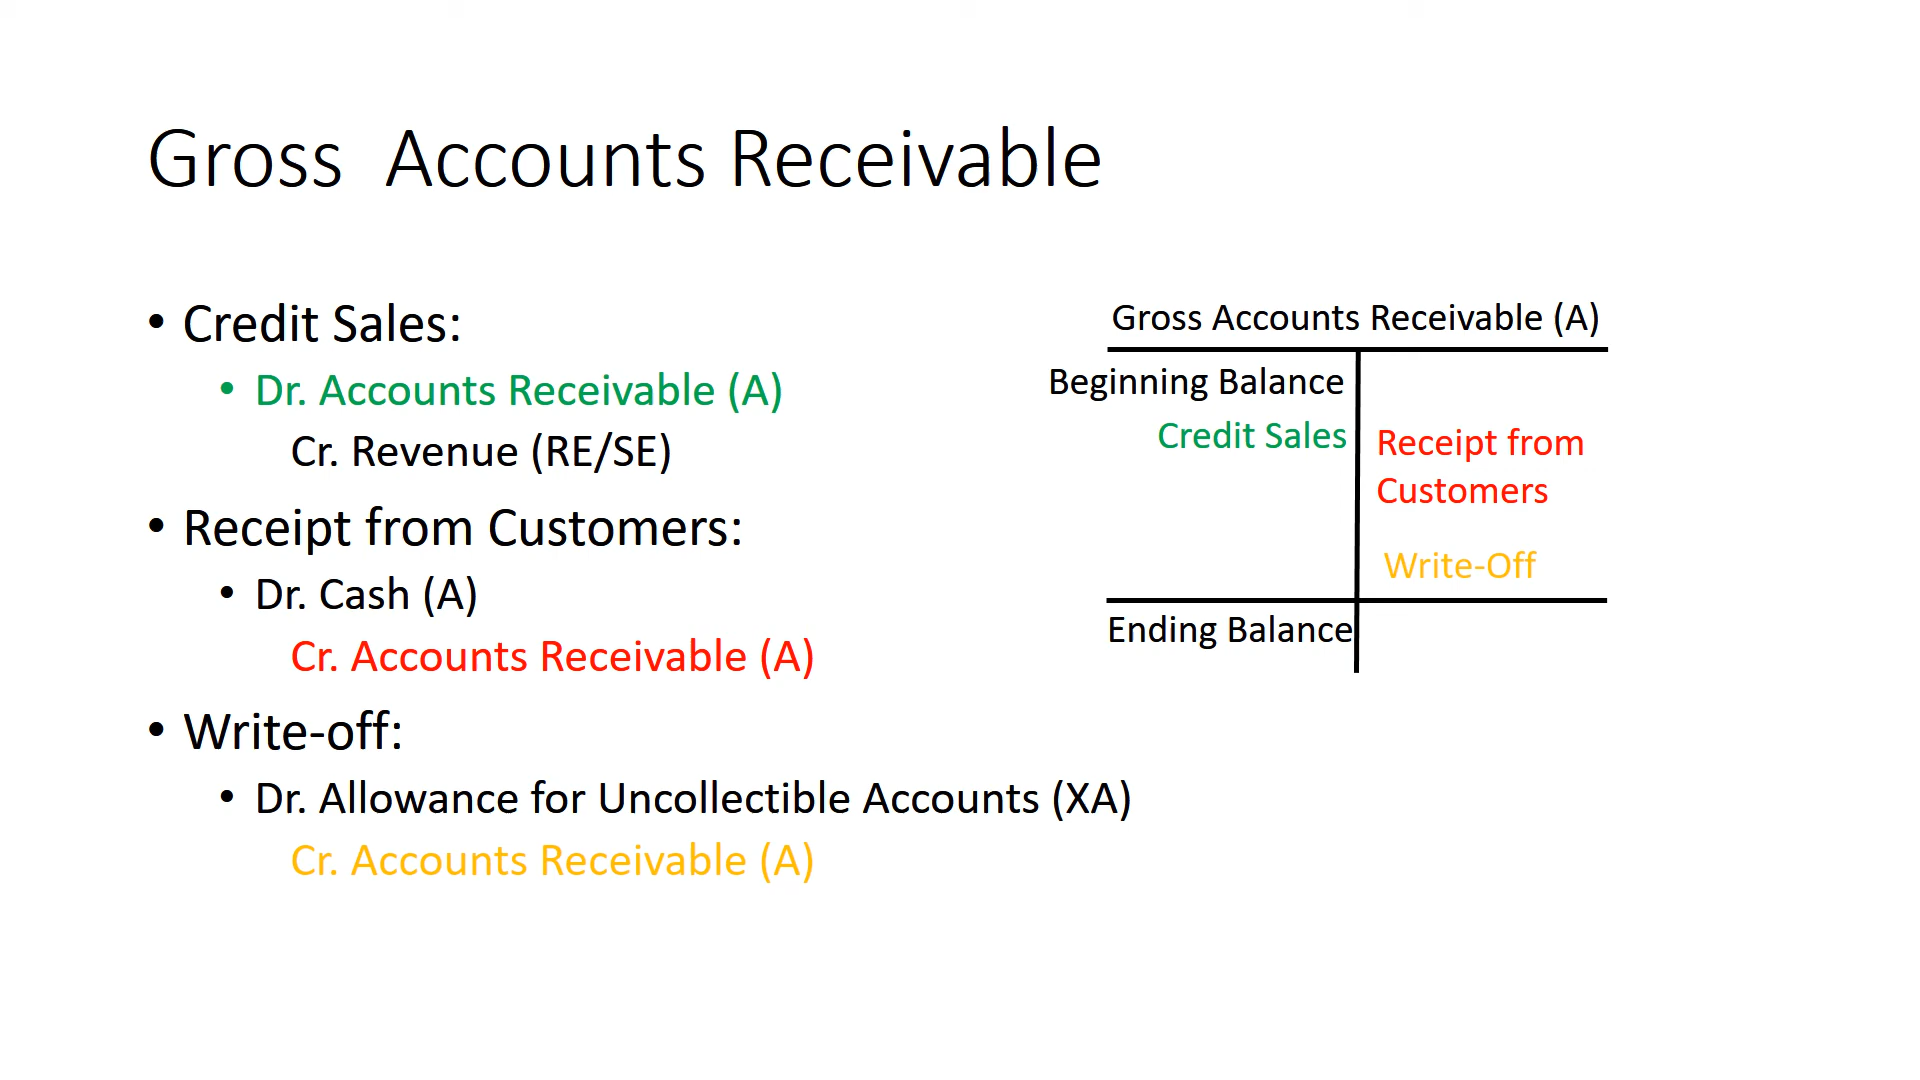 Gross  Accounts Receivable
• Credit Sales:
• Dr. Accounts Receivable (A)
Cr. Revenue (RE/SE)
• Receipt from Customers:
• Dr. Cash (A)
Cr. Accounts Receivable (A)
• Write-off:
• Dr. Allowance for Uncollectible Accounts (XA)
Cr. Accounts Receivable (A)
Gross Accounts Receivable (A)
Beginning Balance
Credit Sales
Receipt from
Customers
Write-Off
Ending Balance